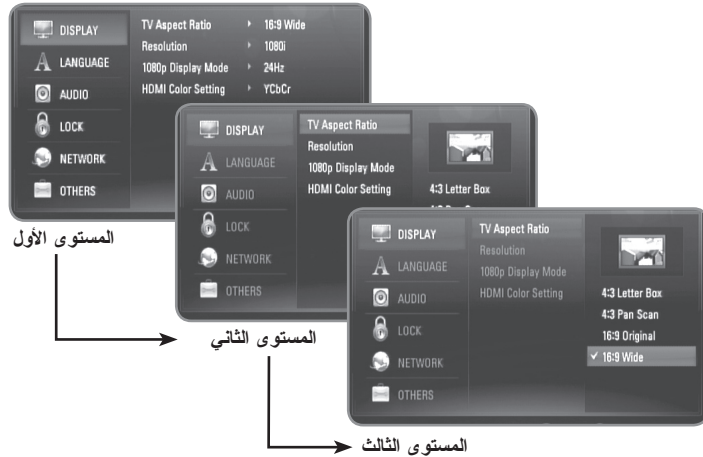 DISPLAY
LANGUAGE
AUDIO
LOCK
NETWORK
OTHERS
TV Aspect Ratio 16:9 Wide
Resolution 1080i
1080p Display Mode 24Hz
HDMI Color Setting YCbCr
المستوى الأول
DISPLAY
LANGUAGE
AUDIO
LOCK
NETWORK
OTHERS
TV Aspect Ratio
Resolution
1080p Display Mode
HDMI Color Setting
4:3 Letter Box
المستوى الثاني
DISPLAY
LANGUAGE
AUDIO
LOCK
NETWORK
OTHERS
TV Aspect Ratio
Resolution
1080p Display Mode
HDMI Color Setting
4:3 Letter Box
4:3 Pan Scan
16:9 Original
✓ 16:9 Wide
المستوى الثالث